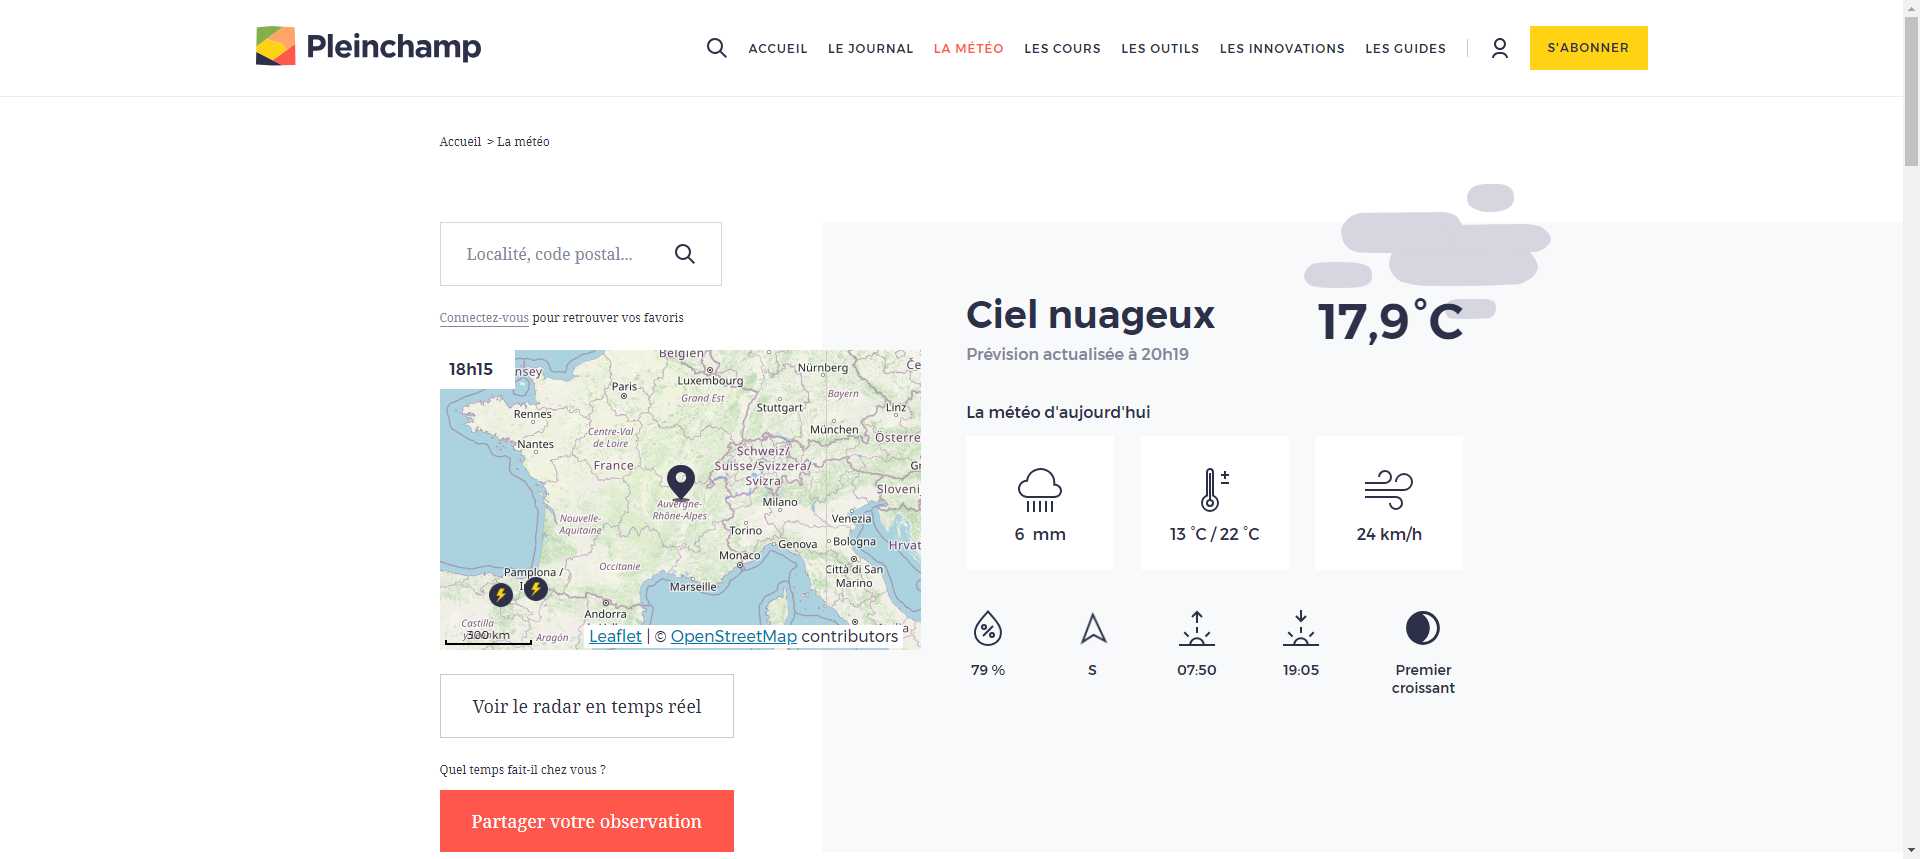 Pleinchamp
ACCUEIL LE JOURNAL LA MÉTÉO LES COURS LES OUTILS LES INNOVATIONS LES GUIDES S'ABONNER
Accueil > La météo
Localité, code postal...
Connectez-vous pour retrouver vos favoris
18h15
Belgien
Luxembourg
Nürnberg
Paris
Grand Est
Bayern
Rennes
Stuttgart
Linz
München
Centre-Val
de Loire
Nantes
Österre
France
Schweiz/
Suisse/Svizzera/
Svizra
Auvergne-
Rhône-Alpes
Milano
Sloveni
Nouvelle-
Aquitaine
Torino
Venezia
Genova
Bologna
Hrvat
Monaco
Pamplona /
Occitanie
Marseille
Città di San
Marino
Andorra
Castilla
Aragón
300 km
Leaflet | © OpenStreetMap contributors
Voir le radar en temps réel
Quel temps fait-il chez vous ?
Partager votre observation
Ciel nuageux
17,9°C
Prévision actualisée à 20h19
La météo d'aujourd'hui
6 mm
13 °C / 22 °C
24 km/h
79 %
S
07:50
19:05
Premier
croissant